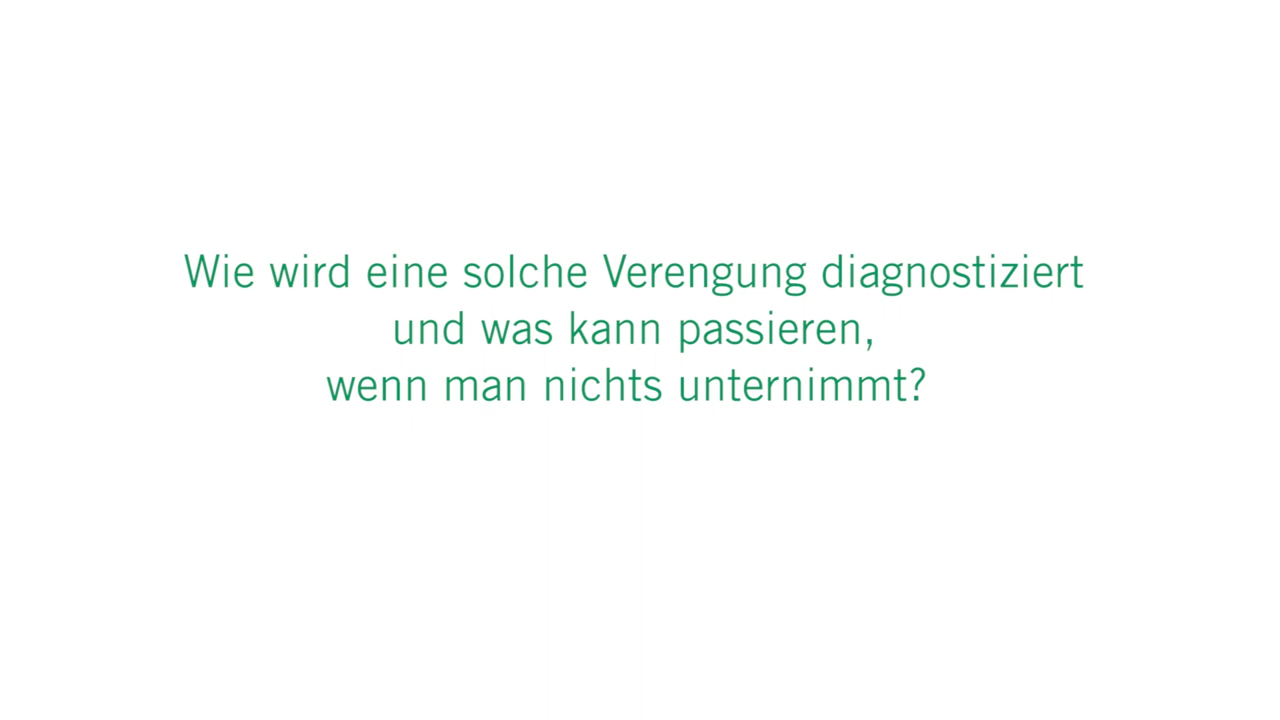 Wie wird eine solche Verengung diagnostiziert
und was kann passieren,
wenn man nichts unternimmt?